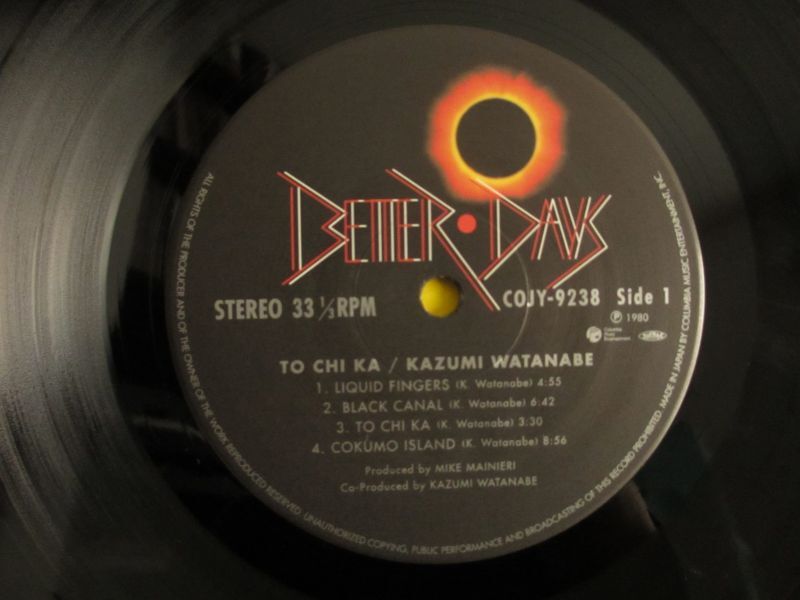 BETTER • DAYS
STEREO 33 1/3 RPM
COJY-9238 Side 1
Ⓟ 1980
TO CHI KA / KAZUMI WATANABE
1. LIQUID FINGERS (K. Watanabe) 4:55
2. BLACK CANAL (K. Watanabe) 6:42
3. TO CHI KA (K. Watanabe) 3:30
4. COKUMO ISLAND (K. Watanabe) 8:56
Produced by MIKE MAINIERI
Co-Produced by KAZUMI WATANABE
ALL RIGHTS OF THE PRODUCER AND OF THE OWNER OF THE WORK REPRODUCED RESERVED. UNAUTHORIZED COPYING, PUBLIC PERFORMANCE AND BROADCASTING OF THIS RECORD PROHIBITED. MADE IN JAPAN BY COLUMBIA MUSIC ENTERTAINMENT, INC.